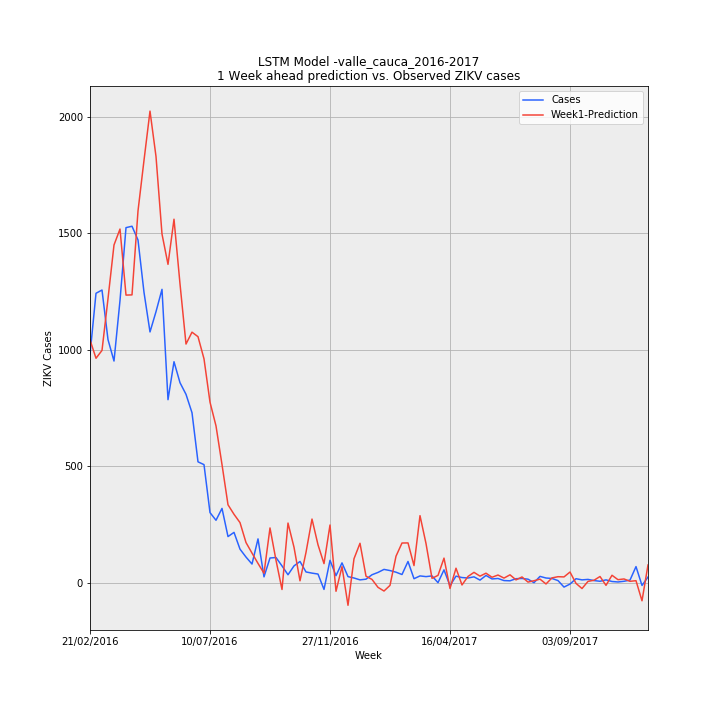 LSTM Model -valle_cauca_2016-2017
1 Week ahead prediction vs. Observed ZIKV cases
Cases
Week1-Prediction
2000
1500
1000
500
0
ZIKV Cases
21/02/2016 10/07/2016 27/11/2016 16/04/2017 03/09/2017
Week